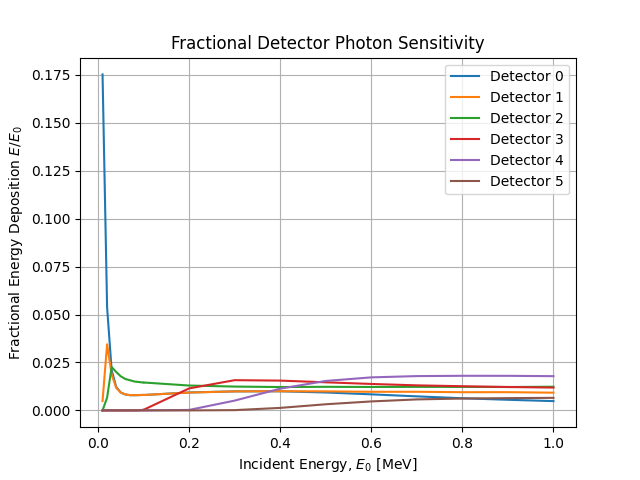 Fractional Detector Photon Sensitivity
Fractional Energy Deposition E/E₀
0.175
0.150
0.125
0.100
0.075
0.050
0.025
0.000
Detector 0
Detector 1
Detector 2
Detector 3
Detector 4
Detector 5
0.0 0.2 0.4 0.6 0.8 1.0
Incident Energy, E₀ [MeV]